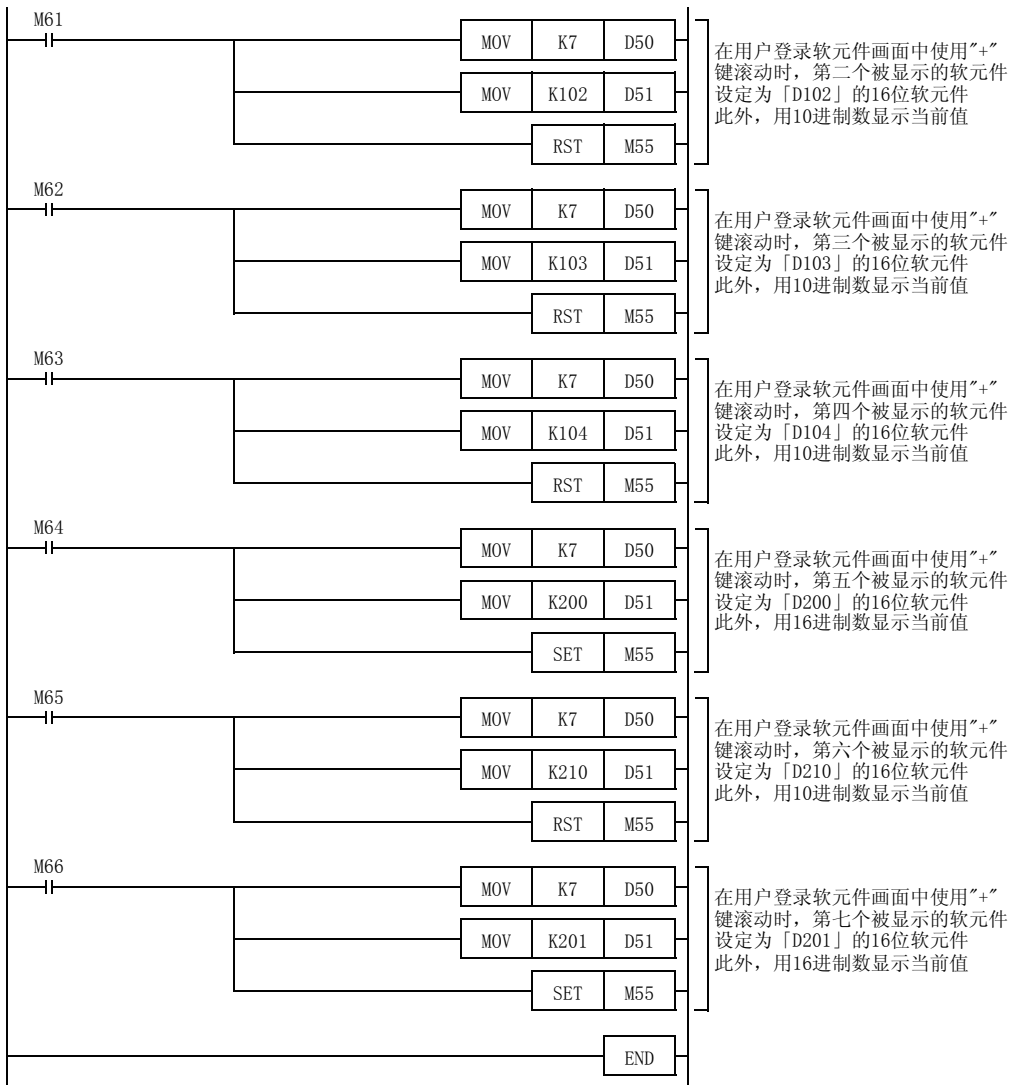 M61
MOV K7 D50
MOV K102 D51
RST M55
在用户登录软元件画面中使用"+"
键滚动时，第二个被显示的软元件
设定为「D102」的16位软元件
此外，用10进制数显示当前值
M62
MOV K7 D50
MOV K103 D51
RST M55
在用户登录软元件画面中使用"+"
键滚动时，第三个被显示的软元件
设定为「D103」的16位软元件
此外，用10进制数显示当前值
M63
MOV K7 D50
MOV K104 D51
RST M55
在用户登录软元件画面中使用"+"
键滚动时，第四个被显示的软元件
设定为「D104」的16位软元件
此外，用10进制数显示当前值
M64
MOV K7 D50
MOV K200 D51
SET M55
在用户登录软元件画面中使用"+"
键滚动时，第五个被显示的软元件
设定为「D200」的16位软元件
此外，用16进制数显示当前值
M65
MOV K7 D50
MOV K210 D51
RST M55
在用户登录软元件画面中使用"+"
键滚动时，第六个被显示的软元件
设定为「D210」的16位软元件
此外，用10进制数显示当前值
M66
MOV K7 D50
MOV K201 D51
SET M55
在用户登录软元件画面中使用"+"
键滚动时，第七个被显示的软元件
设定为「D201」的16位软元件
此外，用16进制数显示当前值
END